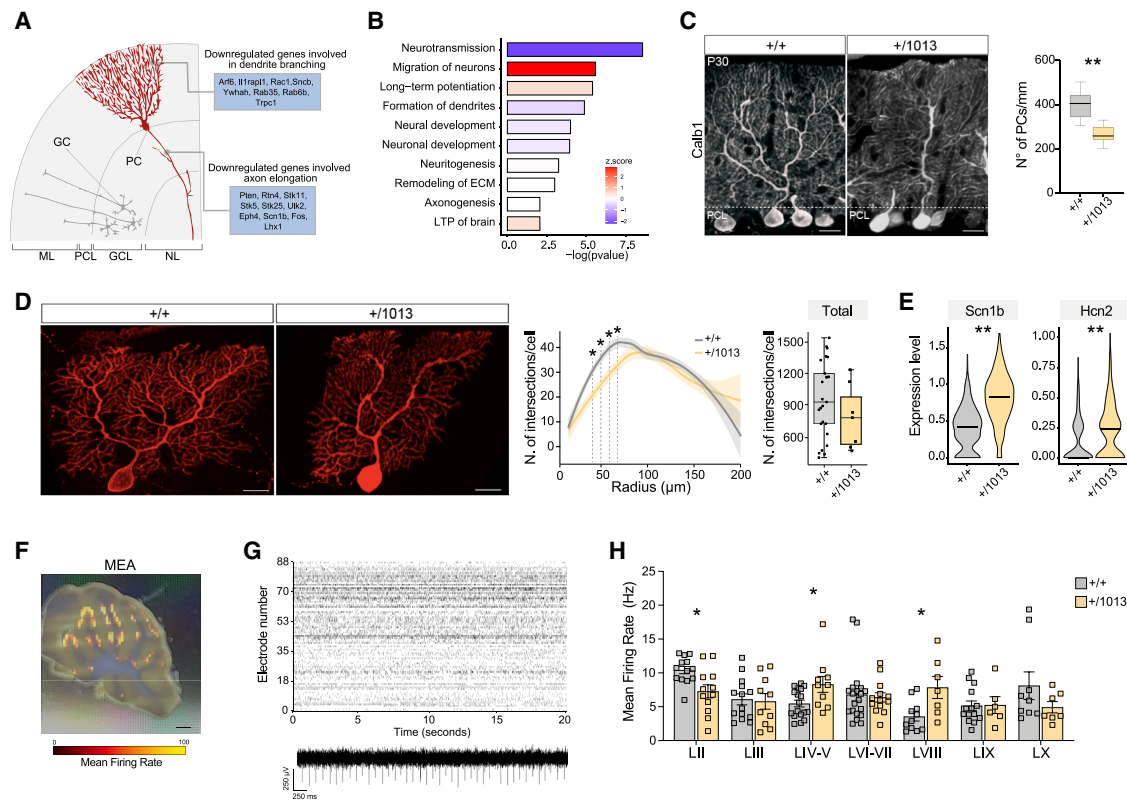 A
Downregulated genes involved
in dendrite branching
Arf6, Il1rapl1, Rac1,Sncb,
Ywhah, Rab35, Rab6b,
Trpc1
GC
PC
Downregulated genes involved
axon elongation
Pten, Rtn4, Stk11,
Stk5, Stk25, Ulk2,
Eph4, Scn1b, Fos,
Lhx1
ML
PCL
GCL
NL
B
Neurotransmission
Migration of neurons
Long-term potentiation
Formation of dendrites
Neural development
Neuronal development
Neuritogenesis
Remodeling of ECM
Axonogenesis
LTP of brain
z.score
2
1
0
−1
−2
0.0
2.5
5.0
7.5
−log(pvalue)
C
+/+
+/1013
P30
Calb1
PCL
PCL
N° of PCs/mm
600
400
200
0
**
+/+
+/1013
D
+/+
+/1013
N. of intersections/cell
40
30
20
10
0
* * * *
+/+
+/1013
0
50
100
150
200
Radius (µm)
Total
N. of intersections/cell
1500
1200
900
600
+/+
+/1013
E
Scn1b
**
Expression level
1.5
1.0
0.5
0.0
+/+
+/1013
Hcn2
**
1.00
0.75
0.50
0.25
0.00
+/+
+/1013
F
MEA
0
100
Mean Firing Rate
G
Electrode number
88
70
53
35
18
0
0
5
10
15
20
Time (seconds)
250 µV
250 ms
H
Mean Firing Rate (Hz)
25
20
15
10
5
0
*
*
*
+/+
+/1013
LII
LIII
LIV-V
LVI-VII
LVIII
LIX
LX